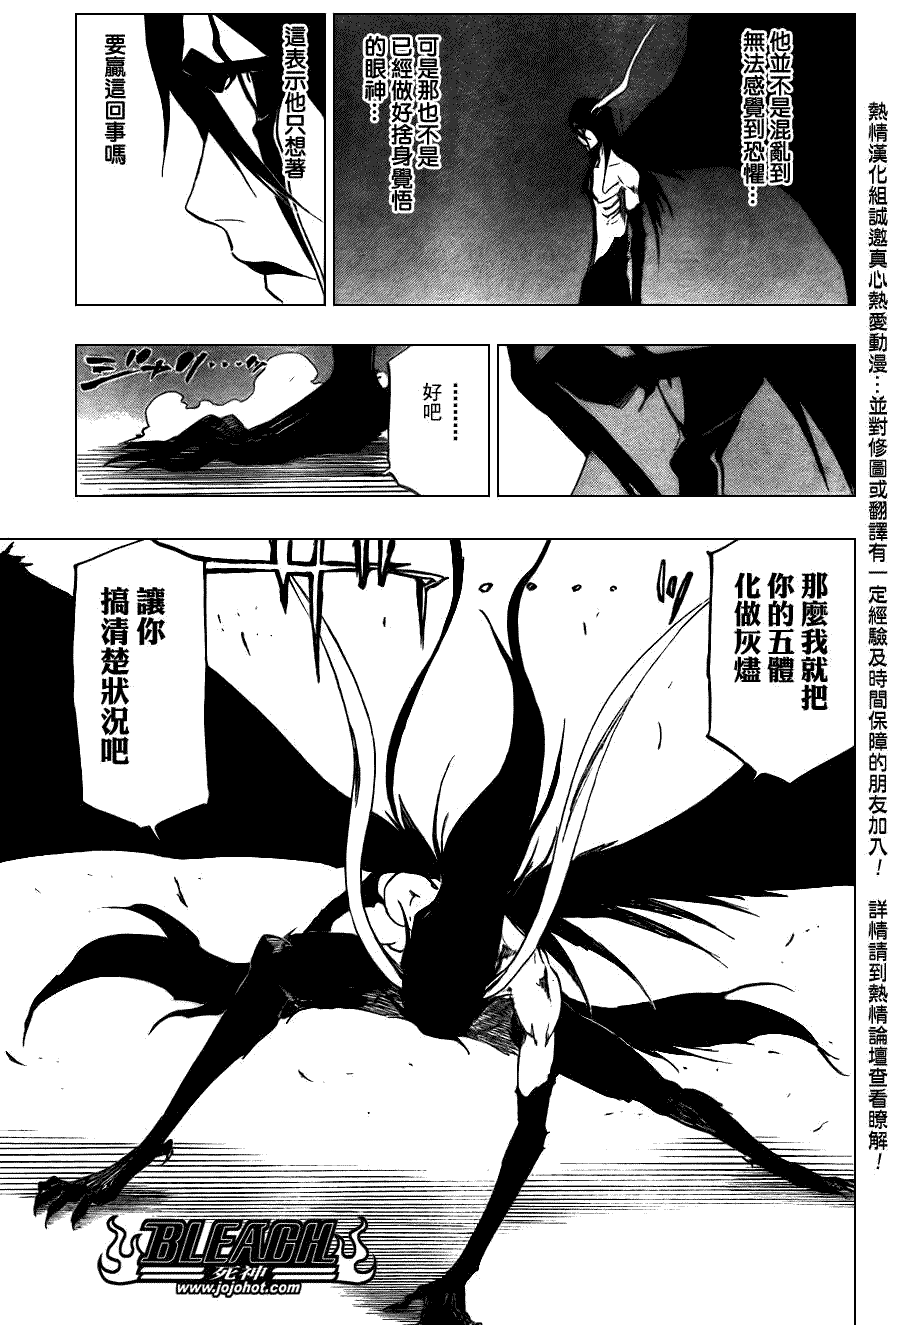 他並不是混亂到
無法感覺到恐懼…
可是那也不是
已經做好捨身覺悟
的眼神…
這表示他只想著
要贏這回事嗎
………
好吧
ジャリ…ッ
那麼我就把
你的五體
化做灰燼
讓你
搞清楚狀況吧
熱情漢化組誠邀真心熱愛動漫…並對修圖或翻譯有一定經驗及時間保障的朋友加入! 詳情請到熱情論壇查看瞭解!
BLEACH
死神
www.jojohot.com